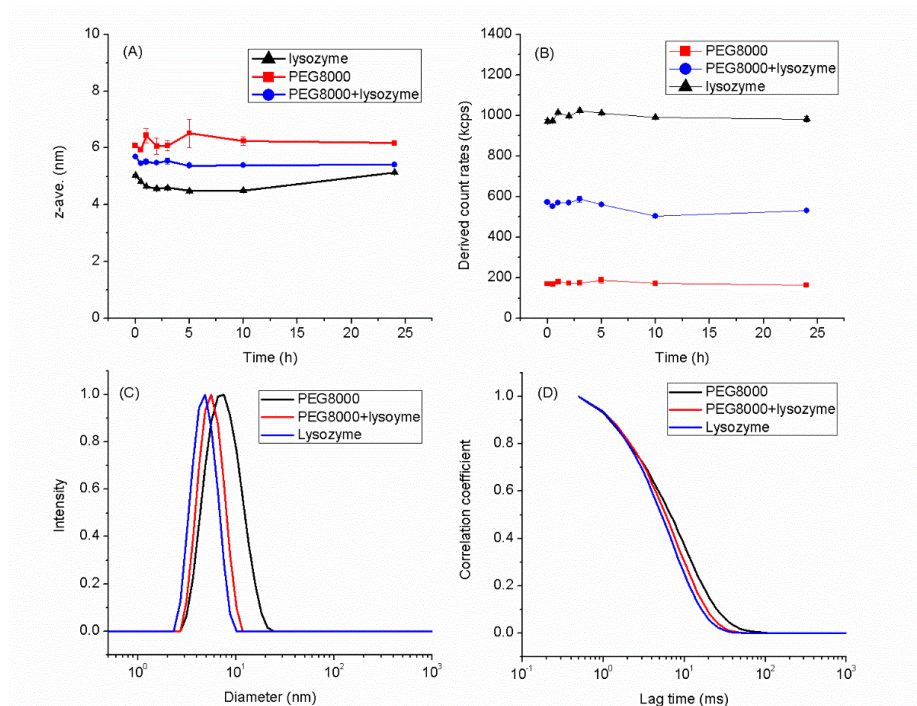 (A)
lysozyme
PEG8000
PEG8000+lysozyme
10
8
6
4
2
0
z-ave. (nm)
0 5 10 15 20 25
Time (h)
(B)
PEG8000
PEG8000+lysozyme
lysozyme
1400
1200
1000
800
600
400
200
0
Derived count rates (kcps)
0 5 10 15 20 25
Time (h)
(C)
PEG8000
PEG8000+lysoyme
Lysozyme
1.0
0.8
0.6
0.4
0.2
0.0
Intensity
10^0 10^1 10^2 10^3
Diameter (nm)
(D)
PEG8000
PEG8000+lysozyme
Lysozyme
1.0
0.8
0.6
0.4
0.2
0.0
Correlation coefficient
10^-1 10^0 10^1 10^2 10^3
Lag time (ms)